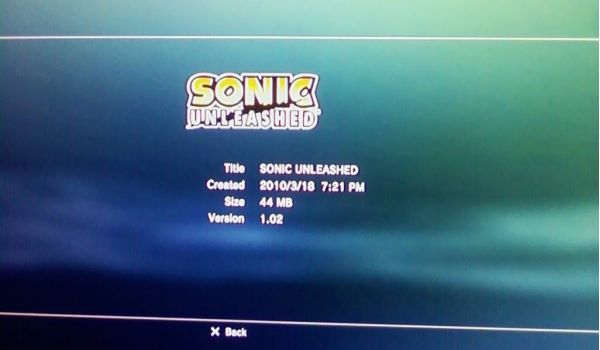 SONIC
UNLEASHED
Title SONIC UNLEASHED
Created 2010/3/18 7:21 PM
Size 44 MB
Version 1.02
X Back